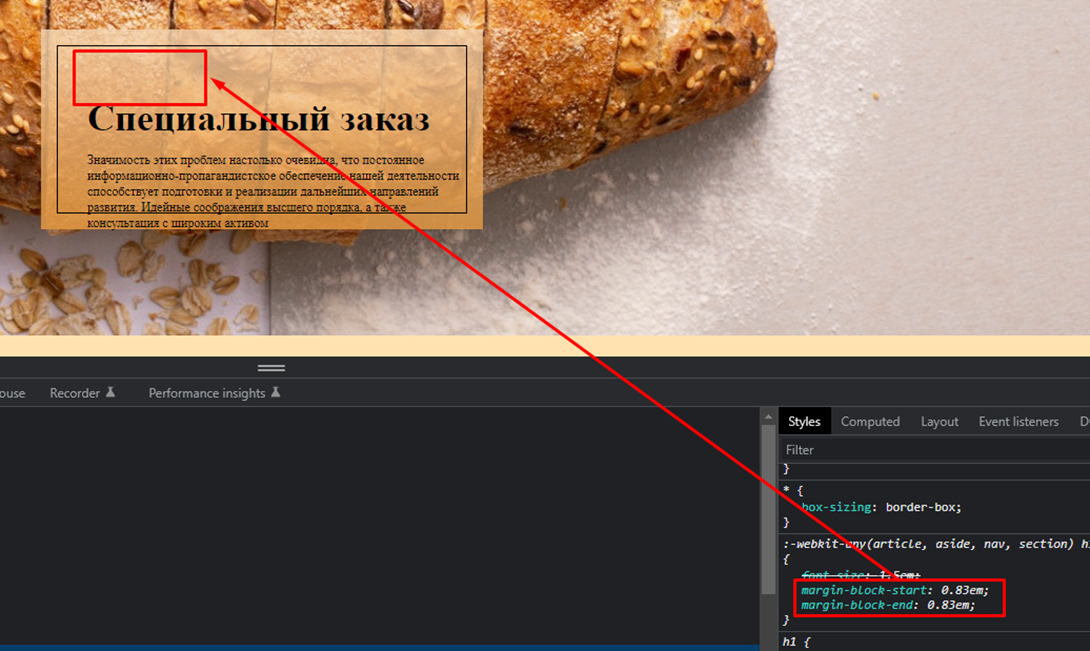 Специальный заказ
Значимость этих проблем настолько очевидна, что постоянное
информационно-пропагандистское обеспечение нашей деятельности
способствует подготовки и реализации дальнейших направлений
развития. Идейные соображения высшего порядка, а также
консультация с широким активом
ouse Recorder Performance insights
Styles Computed Layout Event listeners D
Filter
}
* {
box-sizing: border-box;
}
:-webkit-any(article, aside, nav, section) h
{
font-size: 1.5em;
margin-block-start: 0.83em;
margin-block-end: 0.83em;
}
h1 {